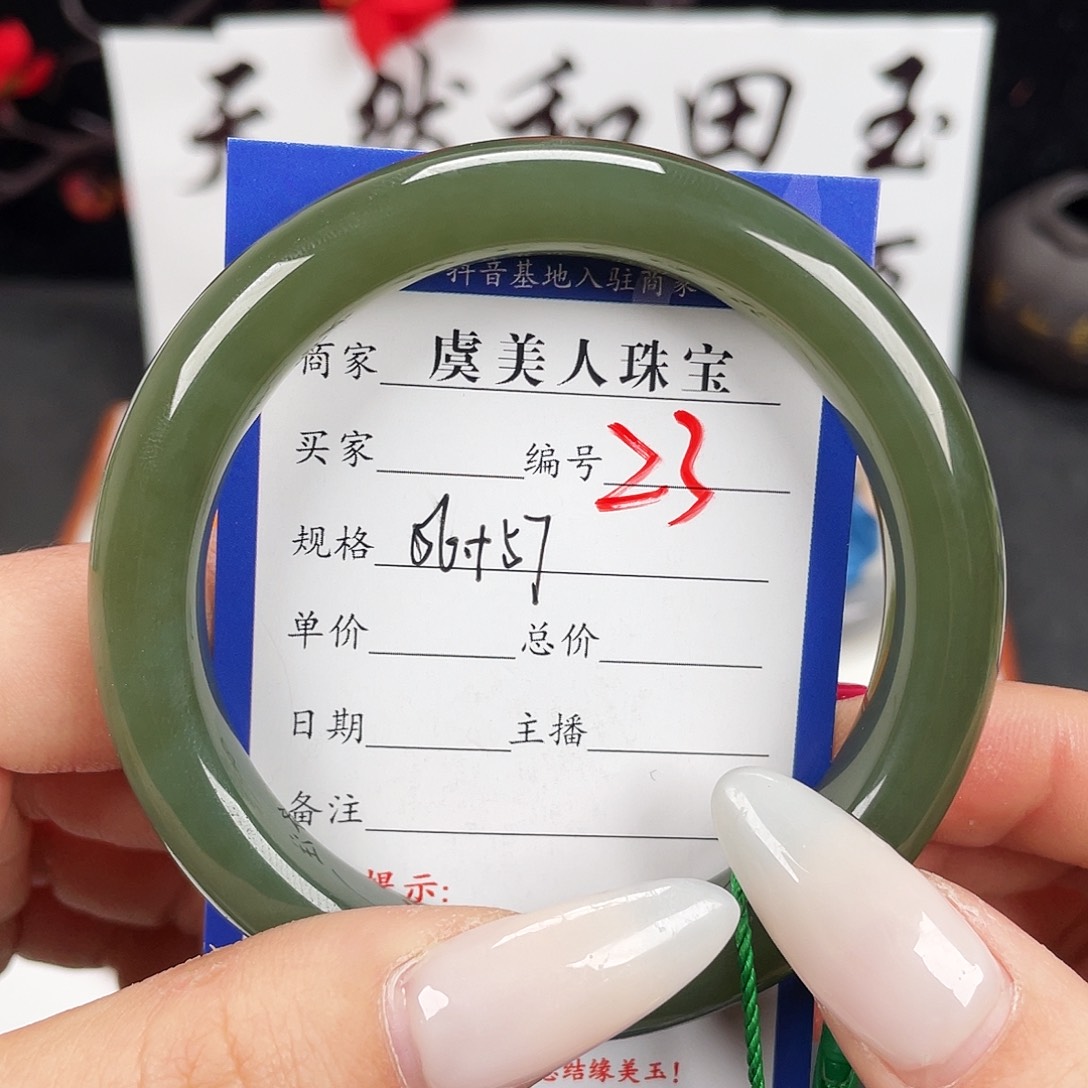 天然和田玉
抖音基地入驻商家
商家 虞美人珠宝
买家 编号 23
规格
单价 总价
日期 主播
备注
提示:
结缘美玉!